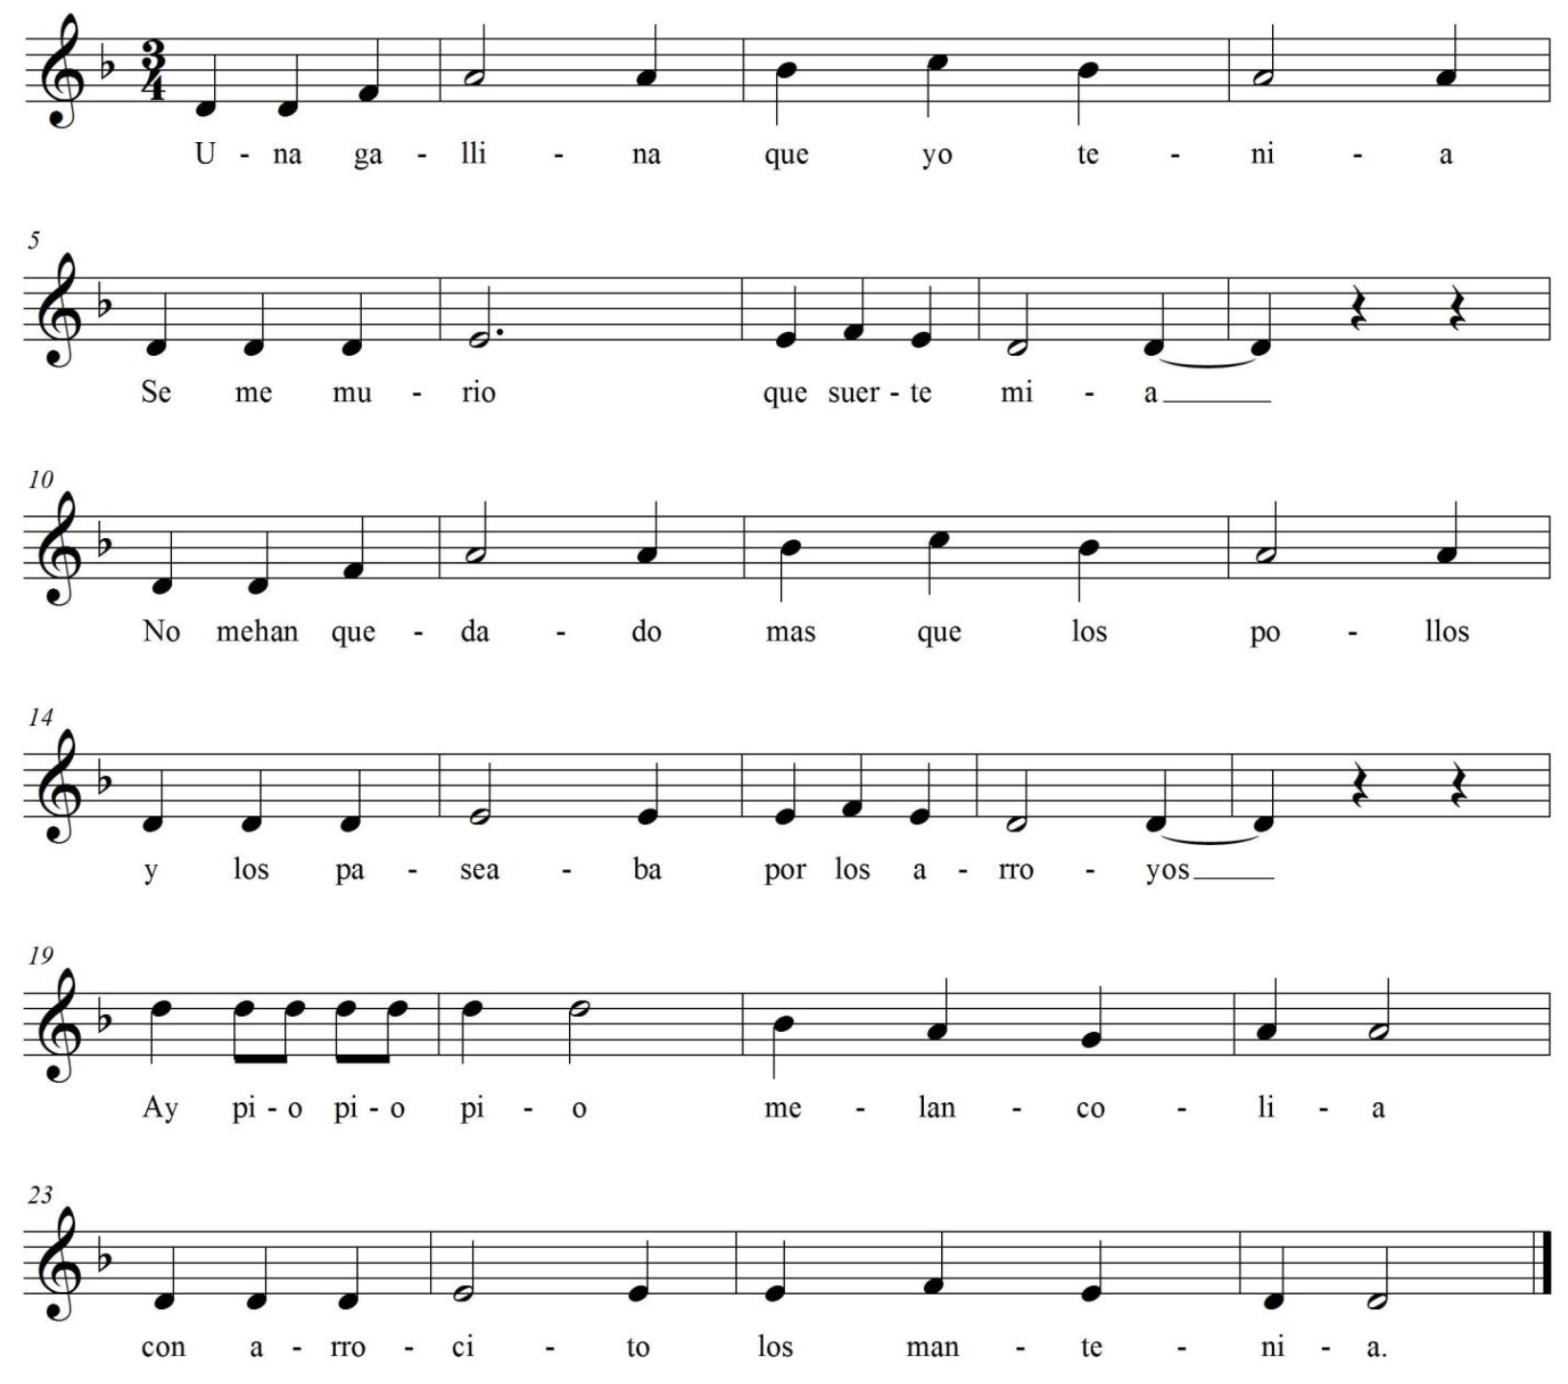 3
4
U - na ga - lli - na que yo te - ni - a
5
Se me mu - rio que suer - te mi - a
10
No mehan que - da - do mas que los po - llos
14
y los pa - sea - ba por los a - rro - yos
19
Ay pi - o pi - o pi - o me - lan - co - li - a
23
con a - rro - ci - to los man - te - ni - a.